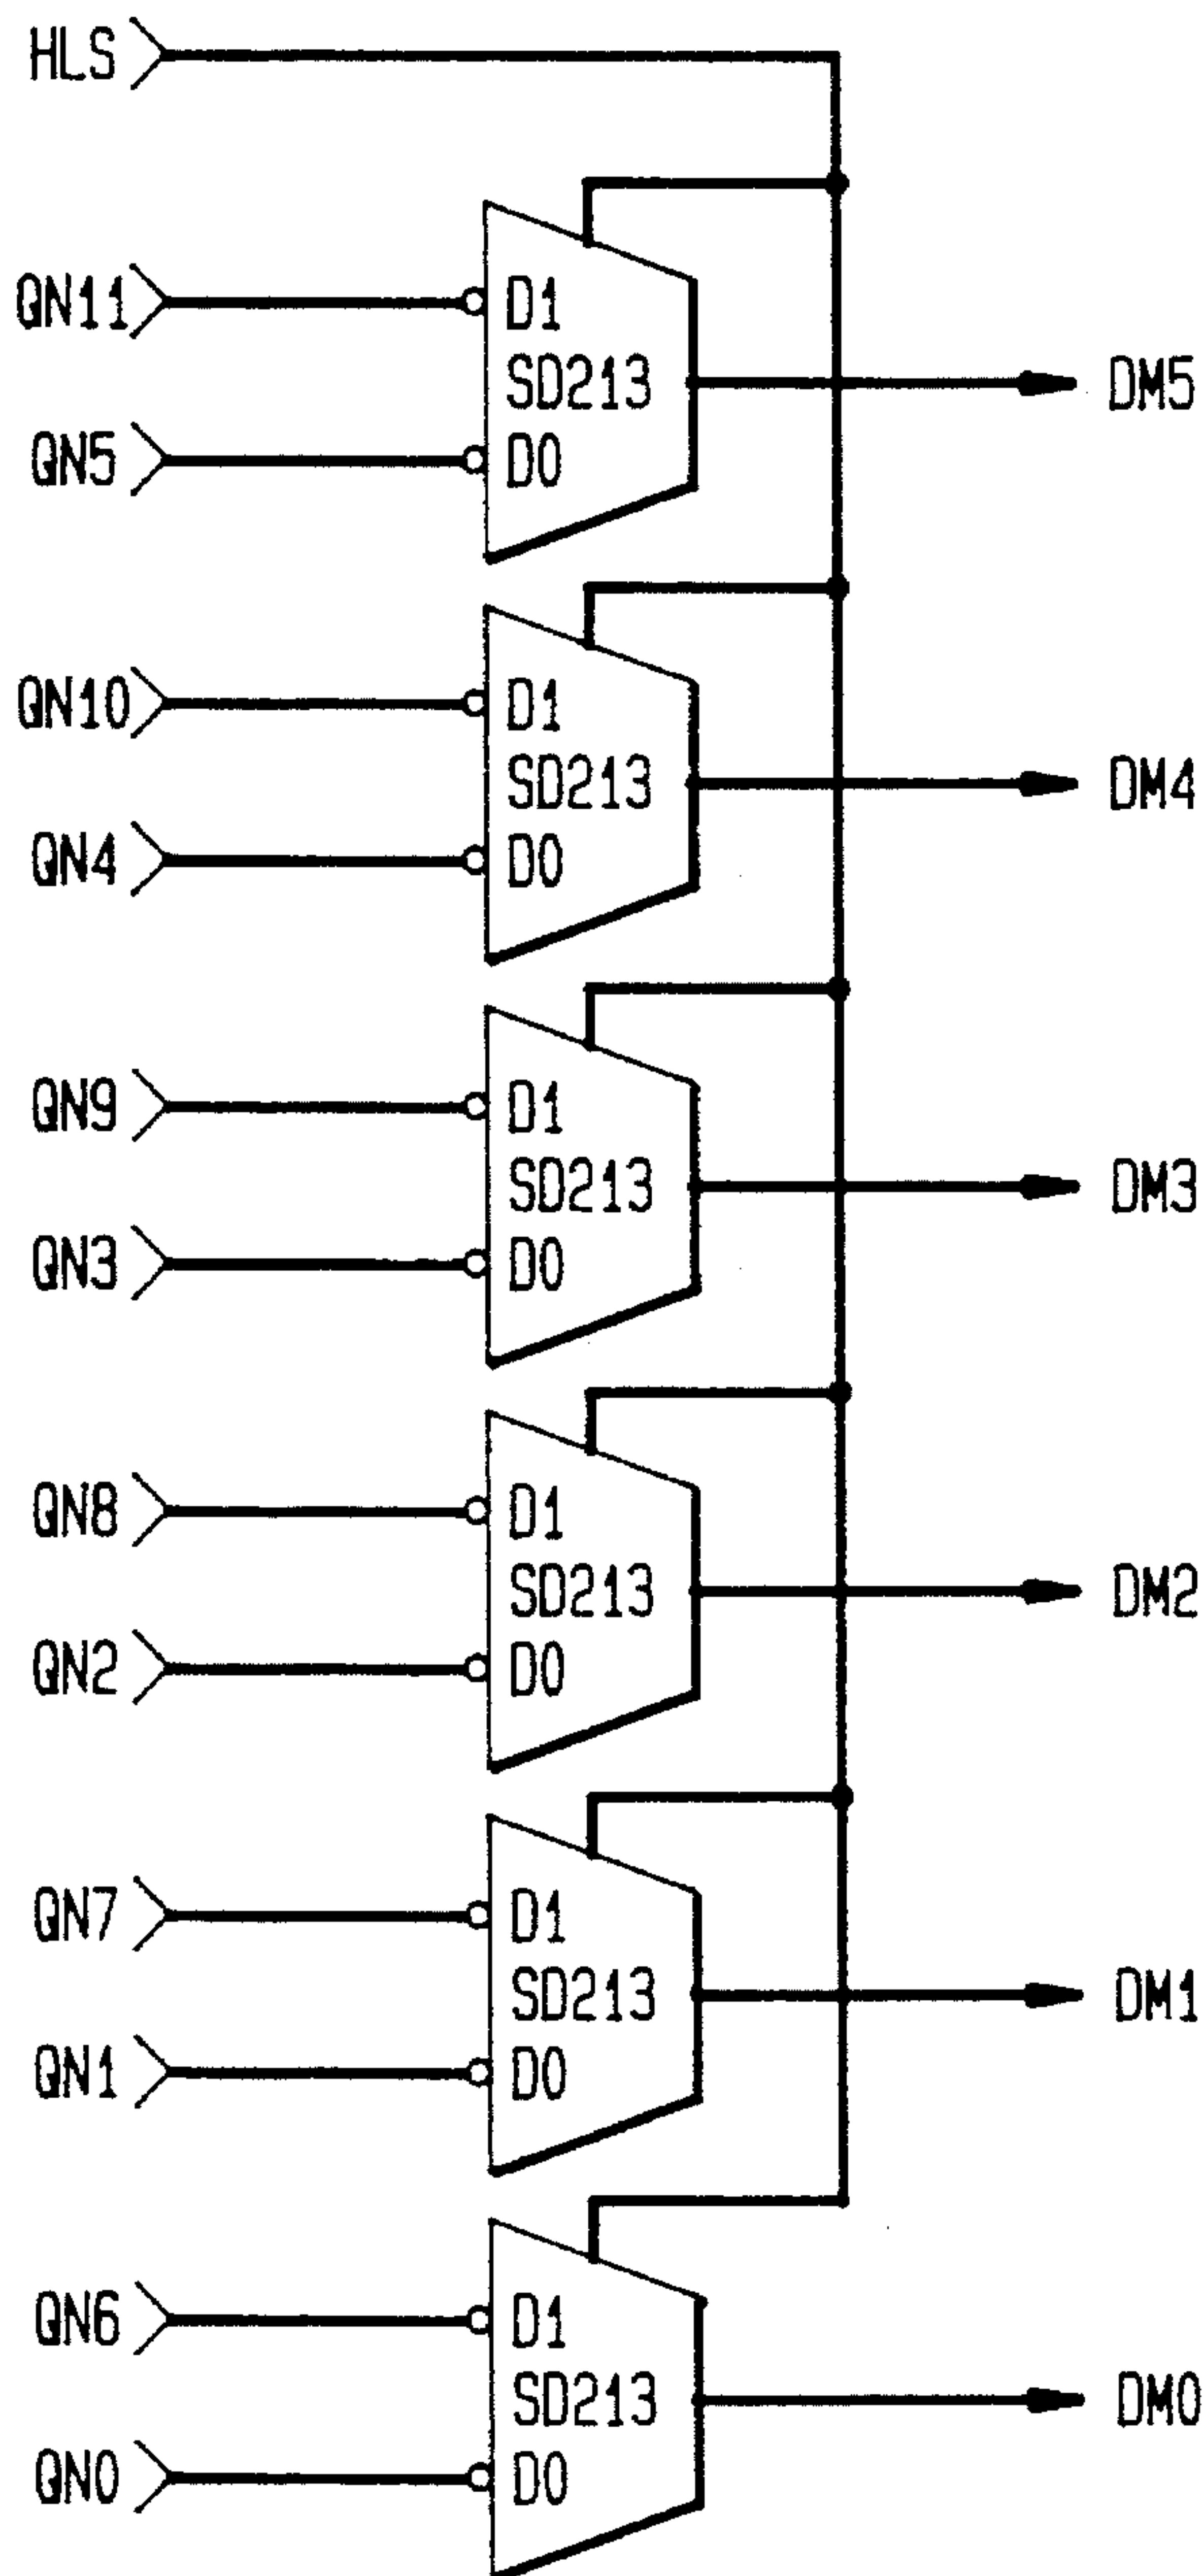 HLS
QN11
D1
SD213
DM5
QN5
D0
QN10
D1
SD213
DM4
QN4
D0
QN9
D1
SD213
DM3
QN3
D0
QN8
D1
SD213
DM2
QN2
D0
QN7
D1
SD213
DM1
QN1
D0
QN6
D1
SD213
DM0
QN0
D0